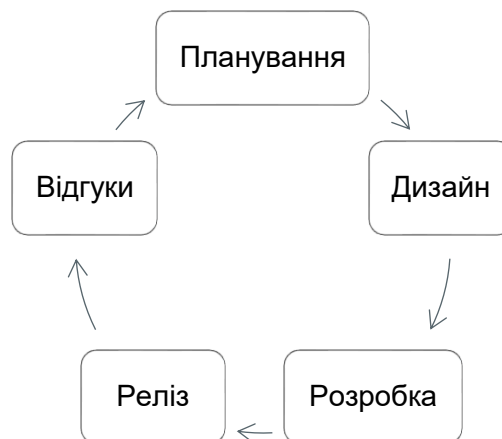 Планування
Дизайн
Розробка
Реліз
Відгуки